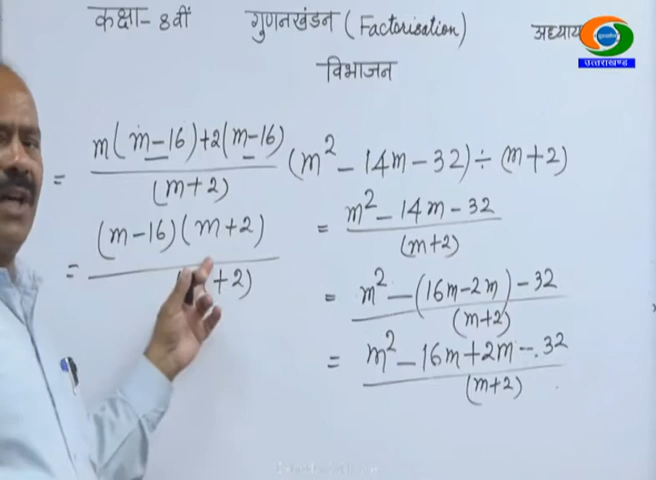 कक्षा- 8वीं गुणनखंडन (Factorisation) अध्याय
उत्तराखण्ड
विभाजन
(m² - 14m - 32) ÷ (m+2)
= m² - 14m - 32
(m+2)
= m² - (16m-2m) - 32
(m+2)
= m² - 16m + 2m - 32
(m+2)
= m(m-16)+2(m-16)
(m+2)
= (m-16)(m+2)
+2)